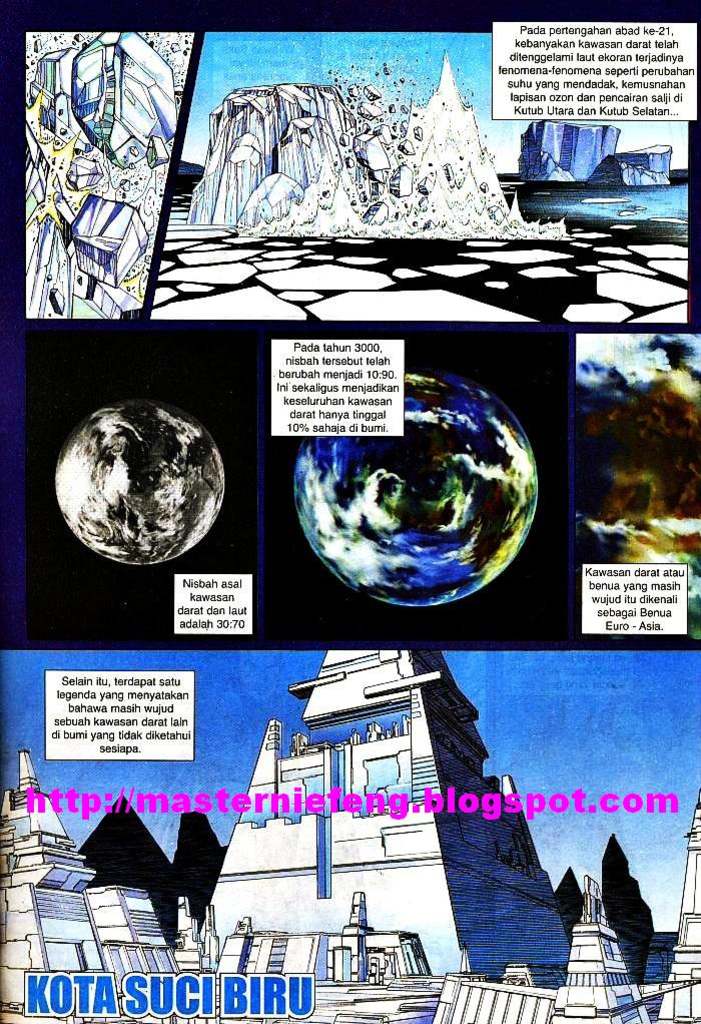 Pada pertengahan abad ke-21,
kebanyakan kawasan darat telah
ditenggelami laut ekoran terjadinya
fenomena-fenomena seperti perubahan
suhu yang mendadak, kemusnahan
lapisan ozon dan pencairan salji di
Kutub Utara dan Kutub Selatan...
Nisbah asal
kawasan
darat dan laut
adalah 30:70
Pada tahun 3000,
nisbah tersebut telah
berubah menjadi 10:90.
Ini sekaligus menjadikan
keseluruhan kawasan
darat hanya tinggal
10% sahaja di bumi.
Kawasan darat atau
benua yang masih
wujud itu dikenali
sebagai Benua
Euro - Asia.
Selain itu, terdapat satu
legenda yang menyatakan
bahawa masih wujud
sebuah kawasan darat lain
di bumi yang tidak diketahui
sesiapa.
http://masterniefeng.blogspot.com
KOTA SUCI BIRU